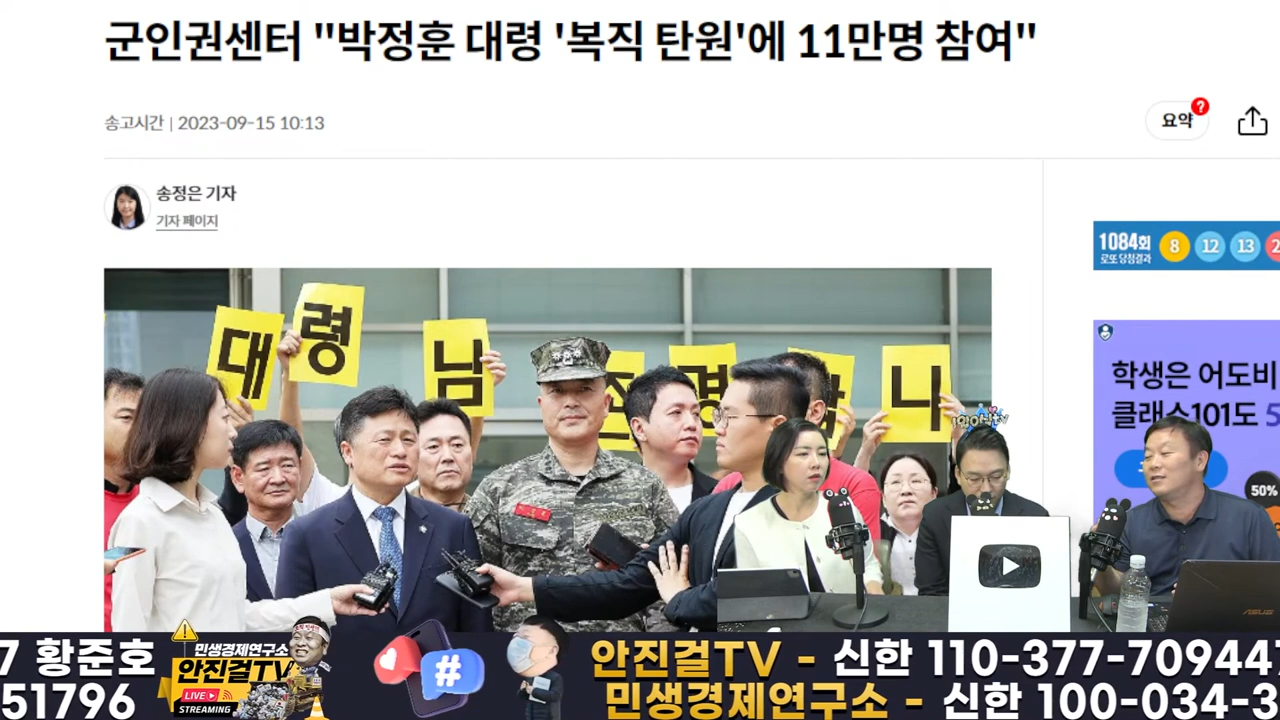 군인권센터 "박정훈 대령 '복직 탄원'에 11만명 참여"
송고시간 | 2023-09-15 10:13
요약
?
송정은 기자
기자 페이지
1084회
로또 당첨결과
8 12 13 2
대 령 님
나
학생은 어도비
클래스101도 5
50%
ASUS
7 황준호
51796
민생경제연구소
안진걸TV
LIVE
STREAMING
#
안진걸TV - 신한 110-377-709447
민생경제연구소 - 신한 100-034-3